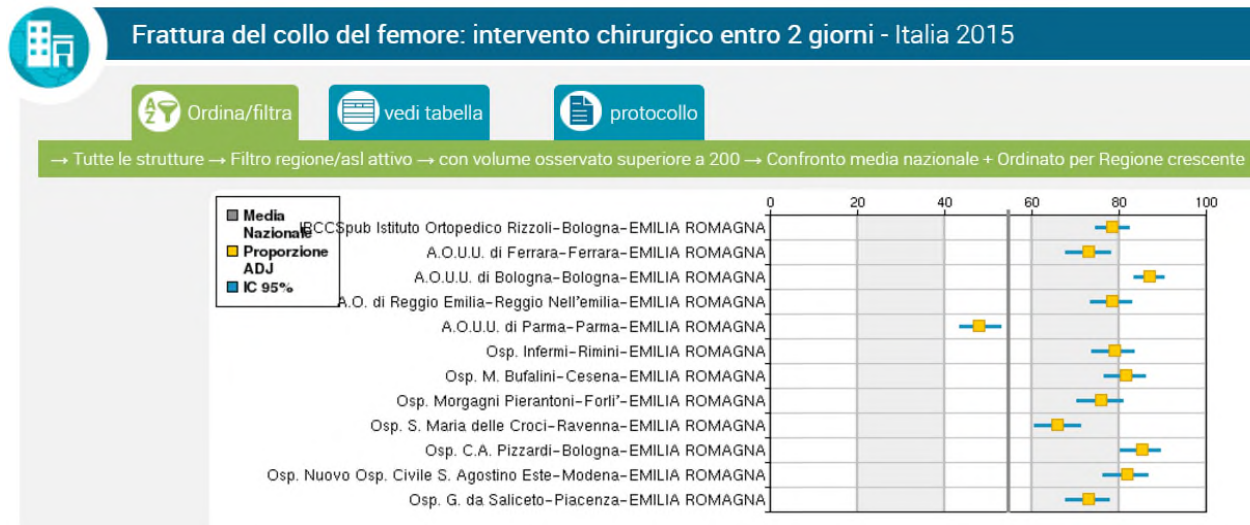 Frattura del collo del femore: intervento chirurgico entro 2 giorni - Italia 2015
A Z Ordina/filtra vedi tabella protocollo
→ Tutte le strutture → Filtro regione/asl attivo → con volume osservato superiore a 200 → Confronto media nazionale + Ordinato per Regione crescente
0 20 40 60 80 100
Media
Nazionale
Proporzione
ADJ
IC 95%
IRCCSpub Istituto Ortopedico Rizzoli-Bologna-EMILIA ROMAGNA
A.O.U.U. di Ferrara-Ferrara-EMILIA ROMAGNA
A.O.U.U. di Bologna-Bologna-EMILIA ROMAGNA
A.O. di Reggio Emilia-Reggio Nell'emilia-EMILIA ROMAGNA
A.O.U.U. di Parma-Parma-EMILIA ROMAGNA
Osp. Infermi-Rimini-EMILIA ROMAGNA
Osp. M. Bufalini-Cesena-EMILIA ROMAGNA
Osp. Morgagni Pierantoni-Forli'-EMILIA ROMAGNA
Osp. S. Maria delle Croci-Ravenna-EMILIA ROMAGNA
Osp. C.A. Pizzardi-Bologna-EMILIA ROMAGNA
Osp. Nuovo Osp. Civile S. Agostino Este-Modena-EMILIA ROMAGNA
Osp. G. da Saliceto-Piacenza-EMILIA ROMAGNA